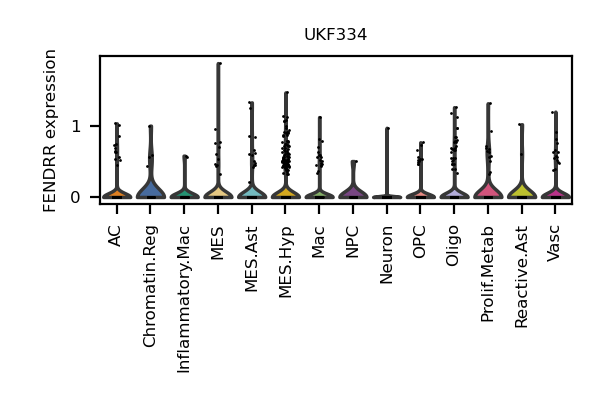 UKF334
FENDRR expression
1
0
AC
Chromatin.Reg
Inflammatory.Mac
MES
MES.Ast
MES.Hyp
Mac
NPC
Neuron
OPC
Oligo
Prolif.Metab
Reactive.Ast
Vasc